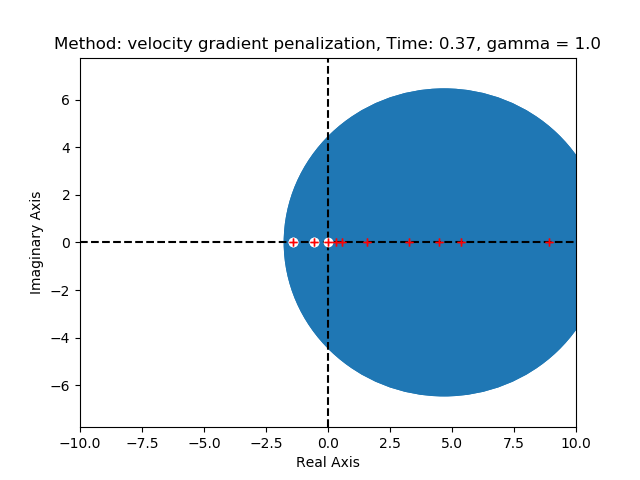 Method: velocity gradient penalization, Time: 0.37, gamma = 1.0
6
4
2
0
−2
−4
−6
Imaginary Axis
−10.0 −7.5 −5.0 −2.5 0.0 2.5 5.0 7.5 10.0
Real Axis